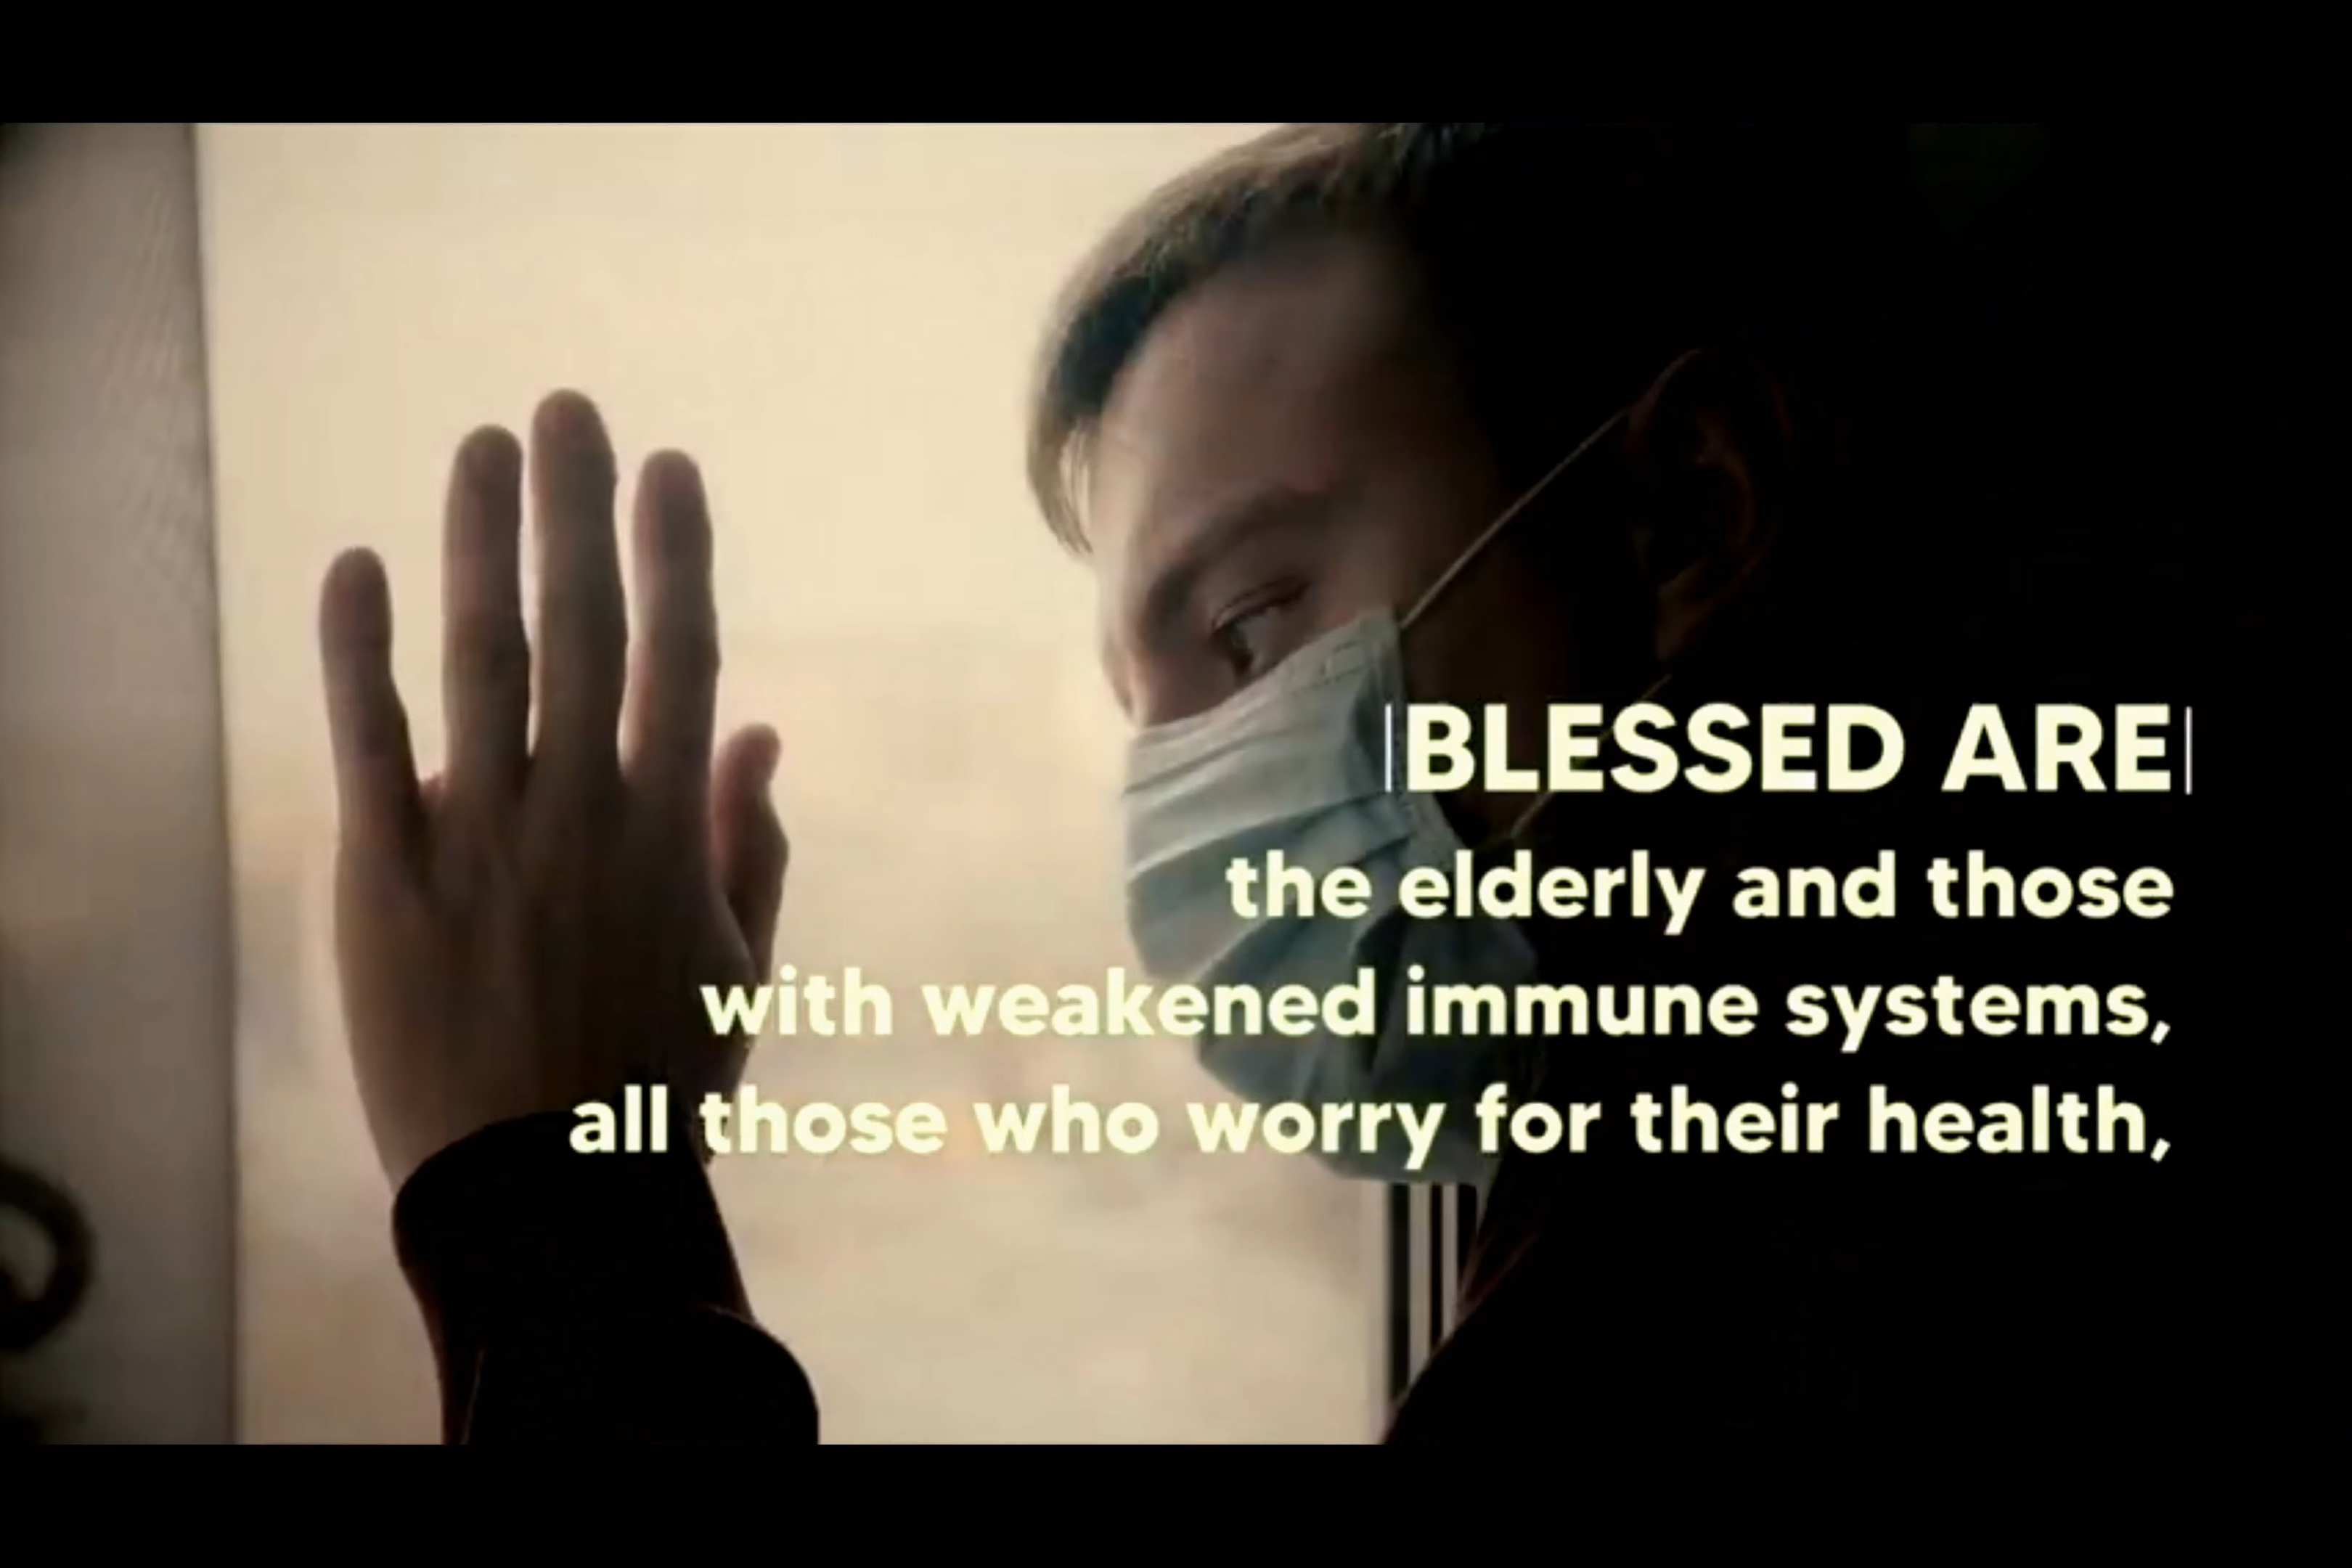 BLESSED ARE
the elderly and those
with weakened immune systems,
all those who worry for their health,